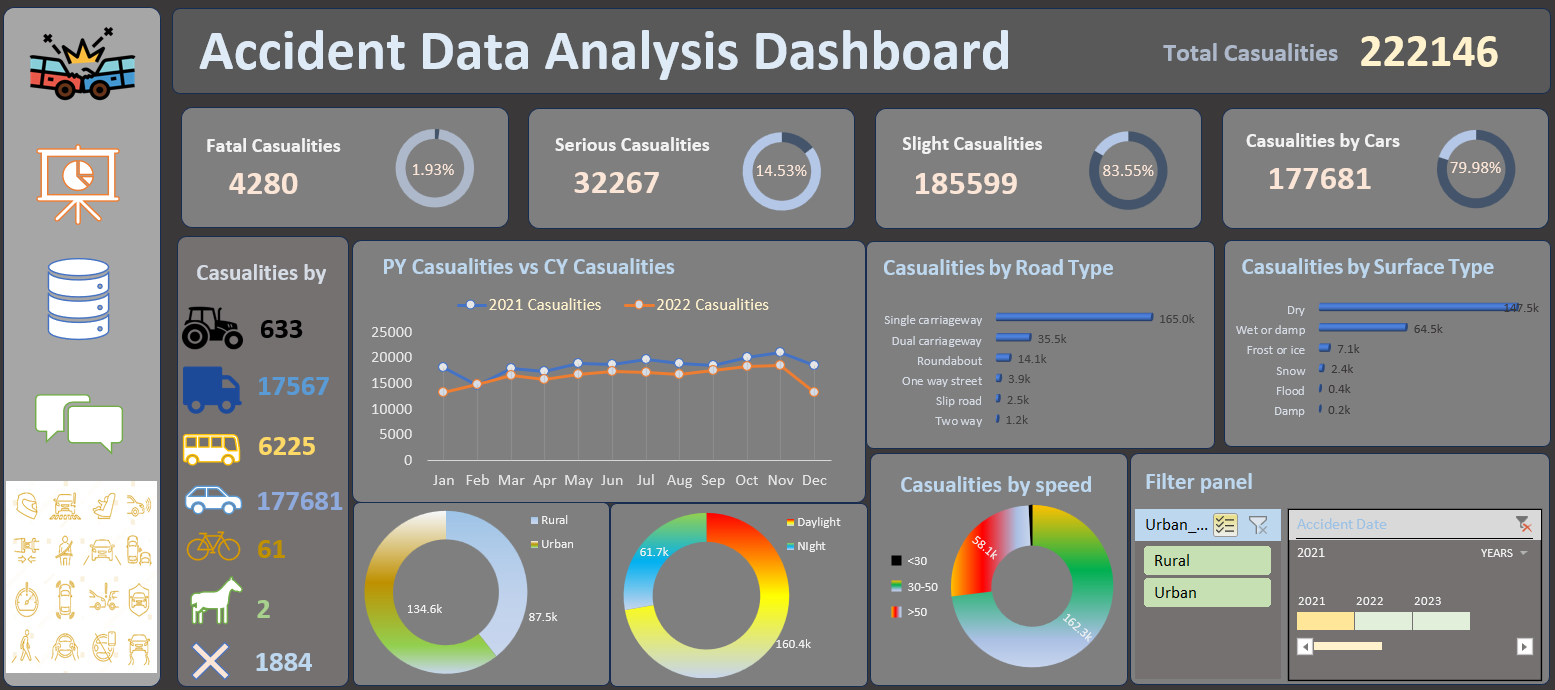 Accident Data Analysis Dashboard
Total Casualities 222146
Fatal Casualities
4280
1.93%
Serious Casualities
32267
14.53%
Slight Casualities
185599
83.55%
Casualities by Cars
177681
79.98%
Casualities by
633
17567
6225
177681
61
2
1884
PY Casualities vs CY Casualities
2021 Casualities 2022 Casualities
25000
20000
15000
10000
5000
0
Jan Feb Mar Apr May Jun Jul Aug Sep Oct Nov Dec
Casualities by Road Type
Single carriageway 165.0k
Dual carriageway 35.5k
Roundabout 14.1k
One way street 3.9k
Slip road 2.5k
Two way 1.2k
Casualities by Surface Type
Dry 147.5k
Wet or damp 64.5k
Frost or ice 7.1k
Snow 2.4k
Flood 0.4k
Damp 0.2k
Rural
Urban
134.6k
87.5k
Daylight
NIght
61.7k
160.4k
Casualities by speed
<30
30-50
>50
58.1k
162.3k
Filter panel
Urban_...
Rural
Urban
Accident Date
2021 YEARS
2021 2022 2023